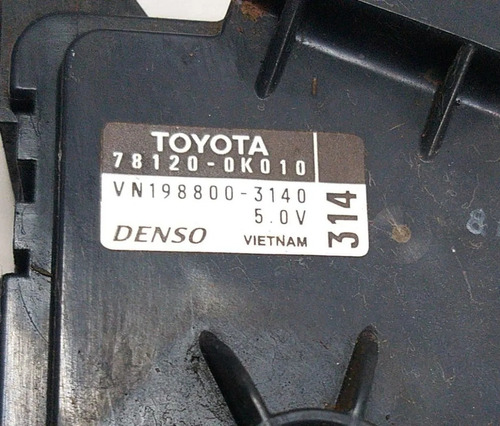 TOYOTA
78120-0K010
VN198800-3140
5.0V
314
DENSO VIETNAM